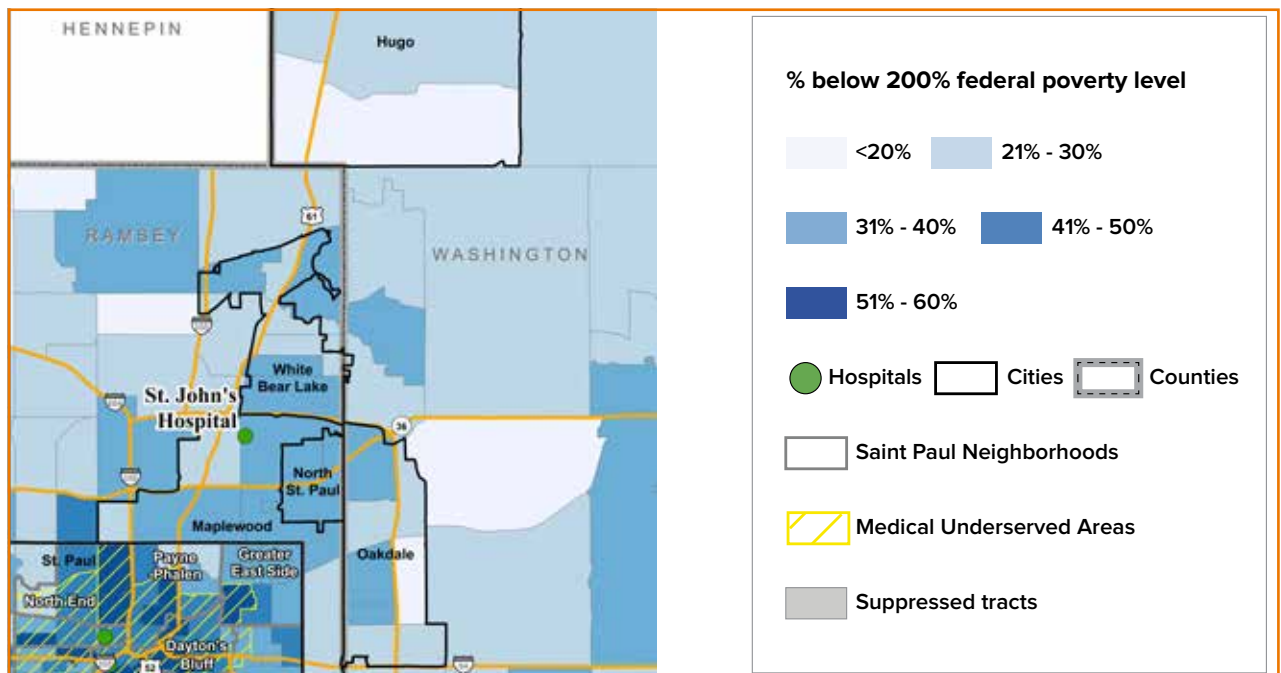 HENNEPIN
Hugo
61
RAMSEY
WASHINGTON
White
Bear Lake
St. John's
Hospital
36
North
St. Paul
Maplewood
St. Paul
Payne
-Phalen
Greater
East Side
Oakdale
North End
Dayton's
Bluff
52
% below 200% federal poverty level
<20%
21% - 30%
31% - 40%
41% - 50%
51% - 60%
Hospitals
Cities
Counties
Saint Paul Neighborhoods
Medical Underserved Areas
Suppressed tracts